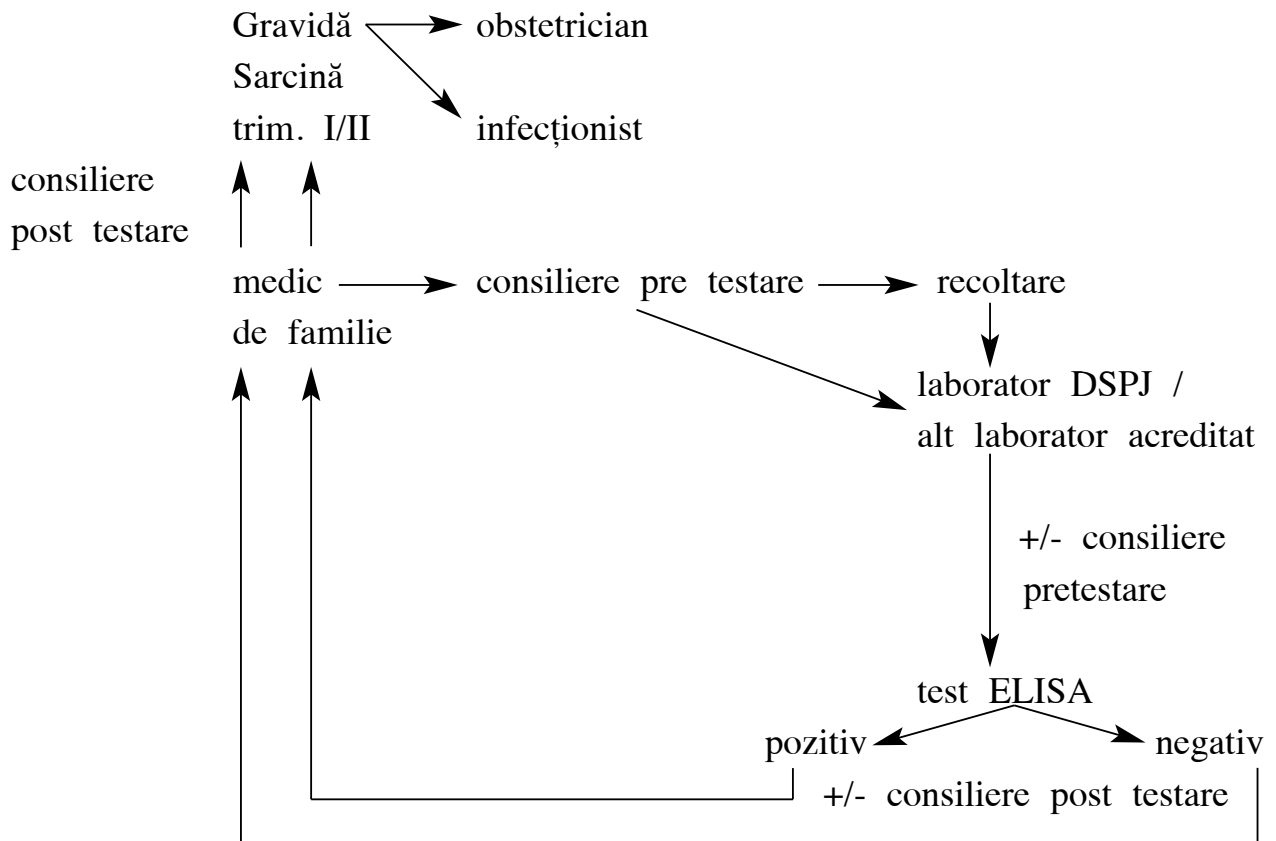 Gravidă obstetrician
Sarcină
trim. I/II infecționist
consiliere
post testare
medic consiliere pre testare recoltare
de familie
laborator DSPJ /
alt laborator acreditat
+/- consiliere
pretestare
test ELISA
pozitiv negativ
+/- consiliere post testare